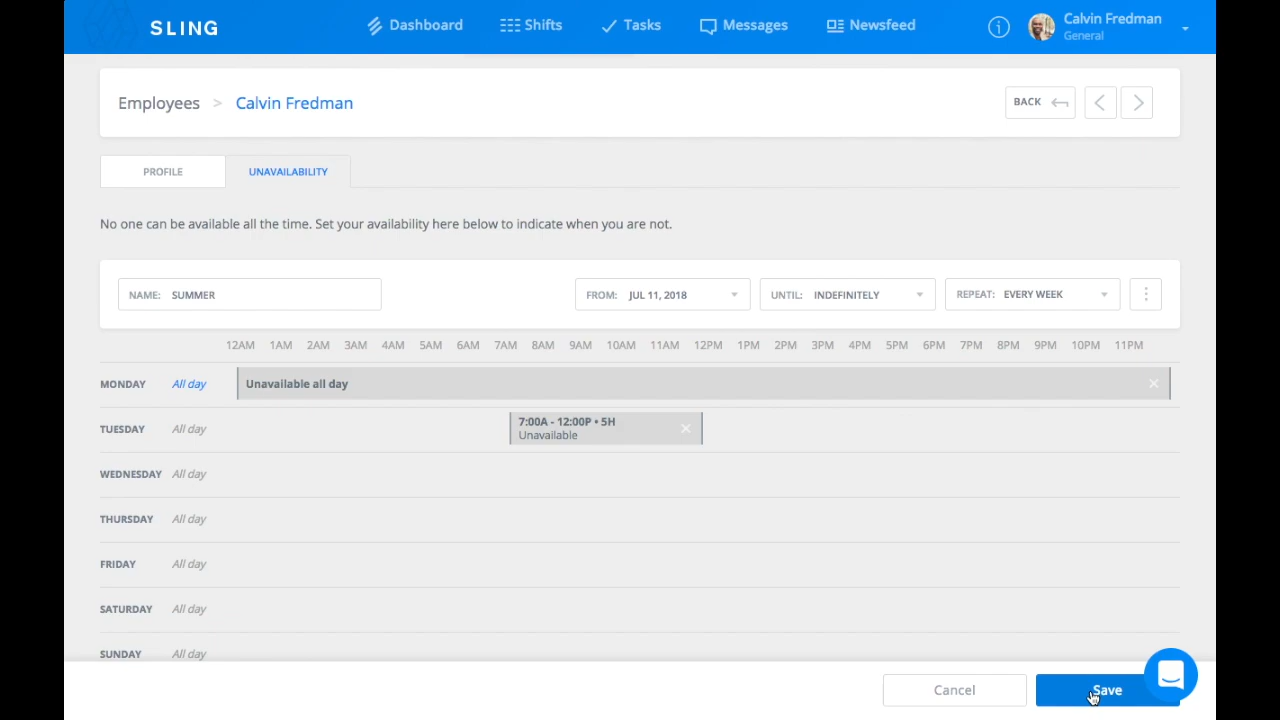 SLING
Dashboard
Shifts
Tasks
Messages
Newsfeed
Calvin Fredman
General
Employees > Calvin Fredman
BACK
PROFILE
UNAVAILABILITY
No one can be available all the time. Set your availability here below to indicate when you are not.
NAME: SUMMER
FROM: JUL 11, 2018
UNTIL: INDEFINITELY
REPEAT: EVERY WEEK
12AM 1AM 2AM 3AM 4AM 5AM 6AM 7AM 8AM 9AM 10AM 11AM 12PM 1PM 2PM 3PM 4PM 5PM 6PM 7PM 8PM 9PM 10PM 11PM
MONDAY All day Unavailable all day
TUESDAY All day 7:00A - 12:00P • 5H
Unavailable
WEDNESDAY All day
THURSDAY All day
FRIDAY All day
SATURDAY All day
SUNDAY All day
Cancel
Save